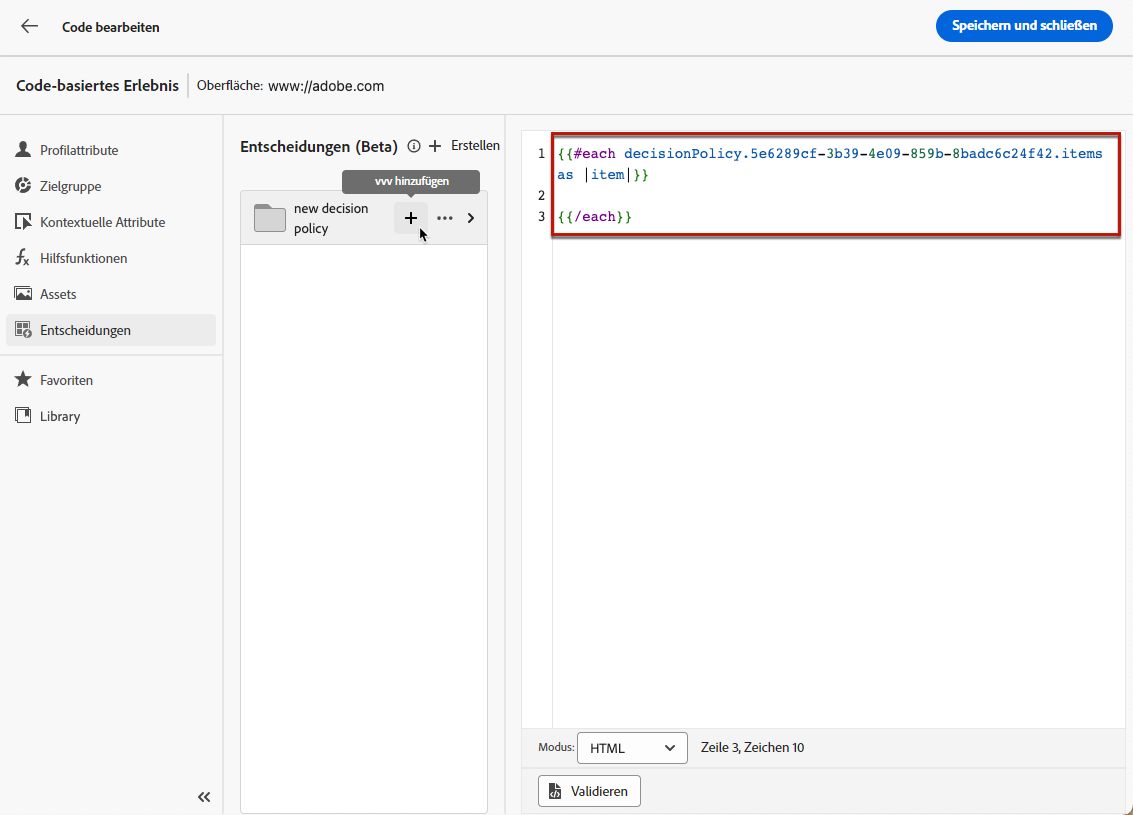 Code bearbeiten
Speichern und schließen
Code-basiertes Erlebnis
Oberfläche: www://adobe.com
Profilattribute
Zielgruppe
Kontextuelle Attribute
Hilfsfunktionen
Assets
Entscheidungen
Favoriten
Library
Entscheidungen (Beta)
Erstellen
vvv hinzufügen
new decision
policy
1 {{#each decisionPolicy.5e6289cf-3b39-4e09-859b-8badc6c24f42.items
as |item|}}
2
3 {{/each}}
Modus: HTML
Zeile 3, Zeichen 10
Validieren